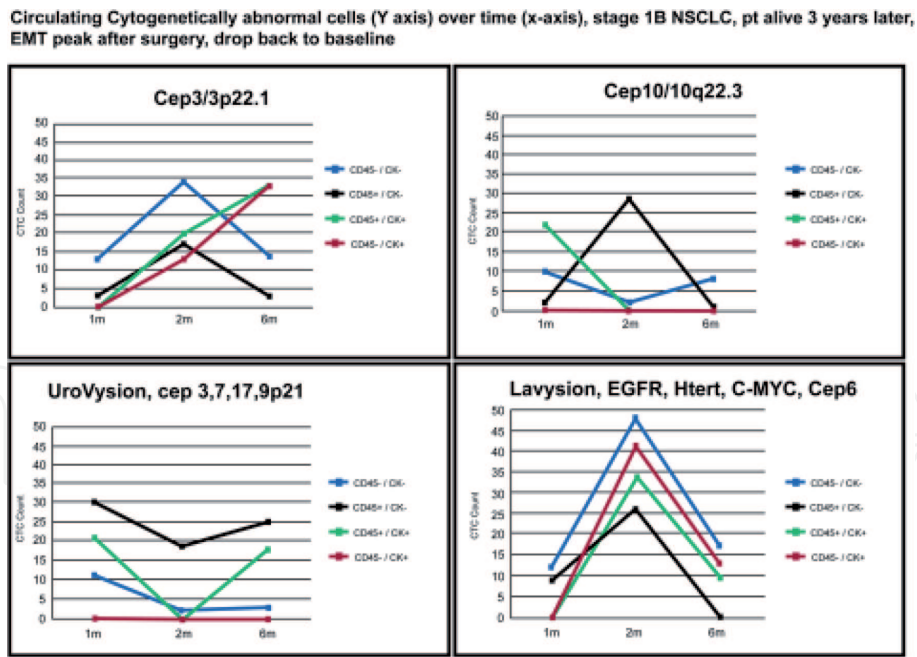 Circulating Cytogenetically abnormal cells (Y axis) over time (x-axis), stage 1B NSCLC, pt alive 3 years later,
EMT peak after surgery, drop back to baseline
Cep3/3p22.1
50
45
40
35
30
25
20
15
10
5
0
CTC Count
1m 2m 6m
CD45- / CK-
CD45+ / CK-
CD45+ / CK+
CD45- / CK+
Cep10/10q22.3
50
45
40
35
30
25
20
15
10
5
0
CTC Count
1m 2m 6m
CD45- / CK-
CD45+ / CK-
CD45+ / CK+
CD45- / CK+
UroVysion, cep 3,7,17,9p21
50
45
40
35
30
25
20
15
10
5
0
CTC Count
1m 2m 6m
CD45- / CK-
CD45+ / CK-
CD45+ / CK+
CD45- / CK+
Lavysion, EGFR, Htert, C-MYC, Cep6
50
45
40
35
30
25
20
15
10
5
0
CTC Count
1m 2m 6m
CD45- / CK-
CD45+ / CK-
CD45+ / CK+
CD45- / CK+